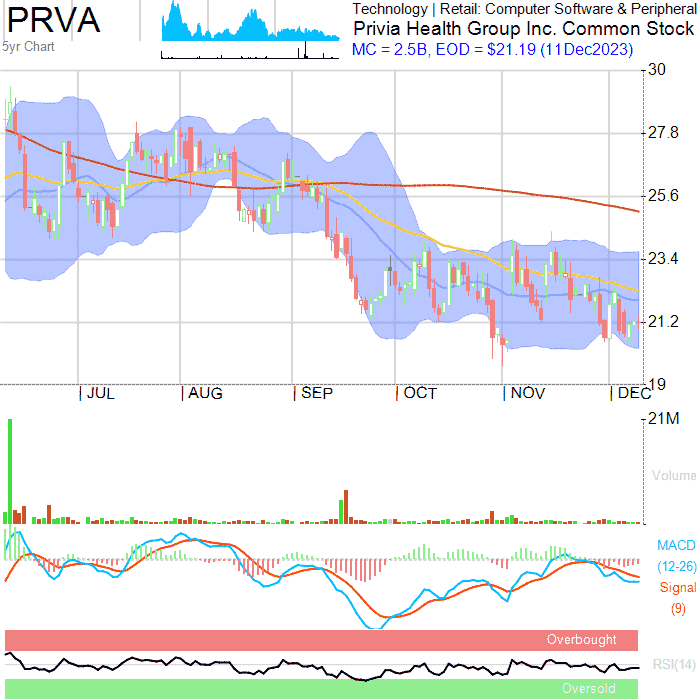 PRVA
5yr Chart
Technology | Retail: Computer Software & Peripheral
Privia Health Group Inc. Common Stock
MC = 2.5B, EOD = $21.19 (11Dec2023)
30
27.8
25.6
23.4
21.2
19
| JUL | AUG | SEP | OCT | NOV | DEC
21M
Volume
MACD
(12-26)
Signal
(9)
Overbought
RSI(14)
Oversold